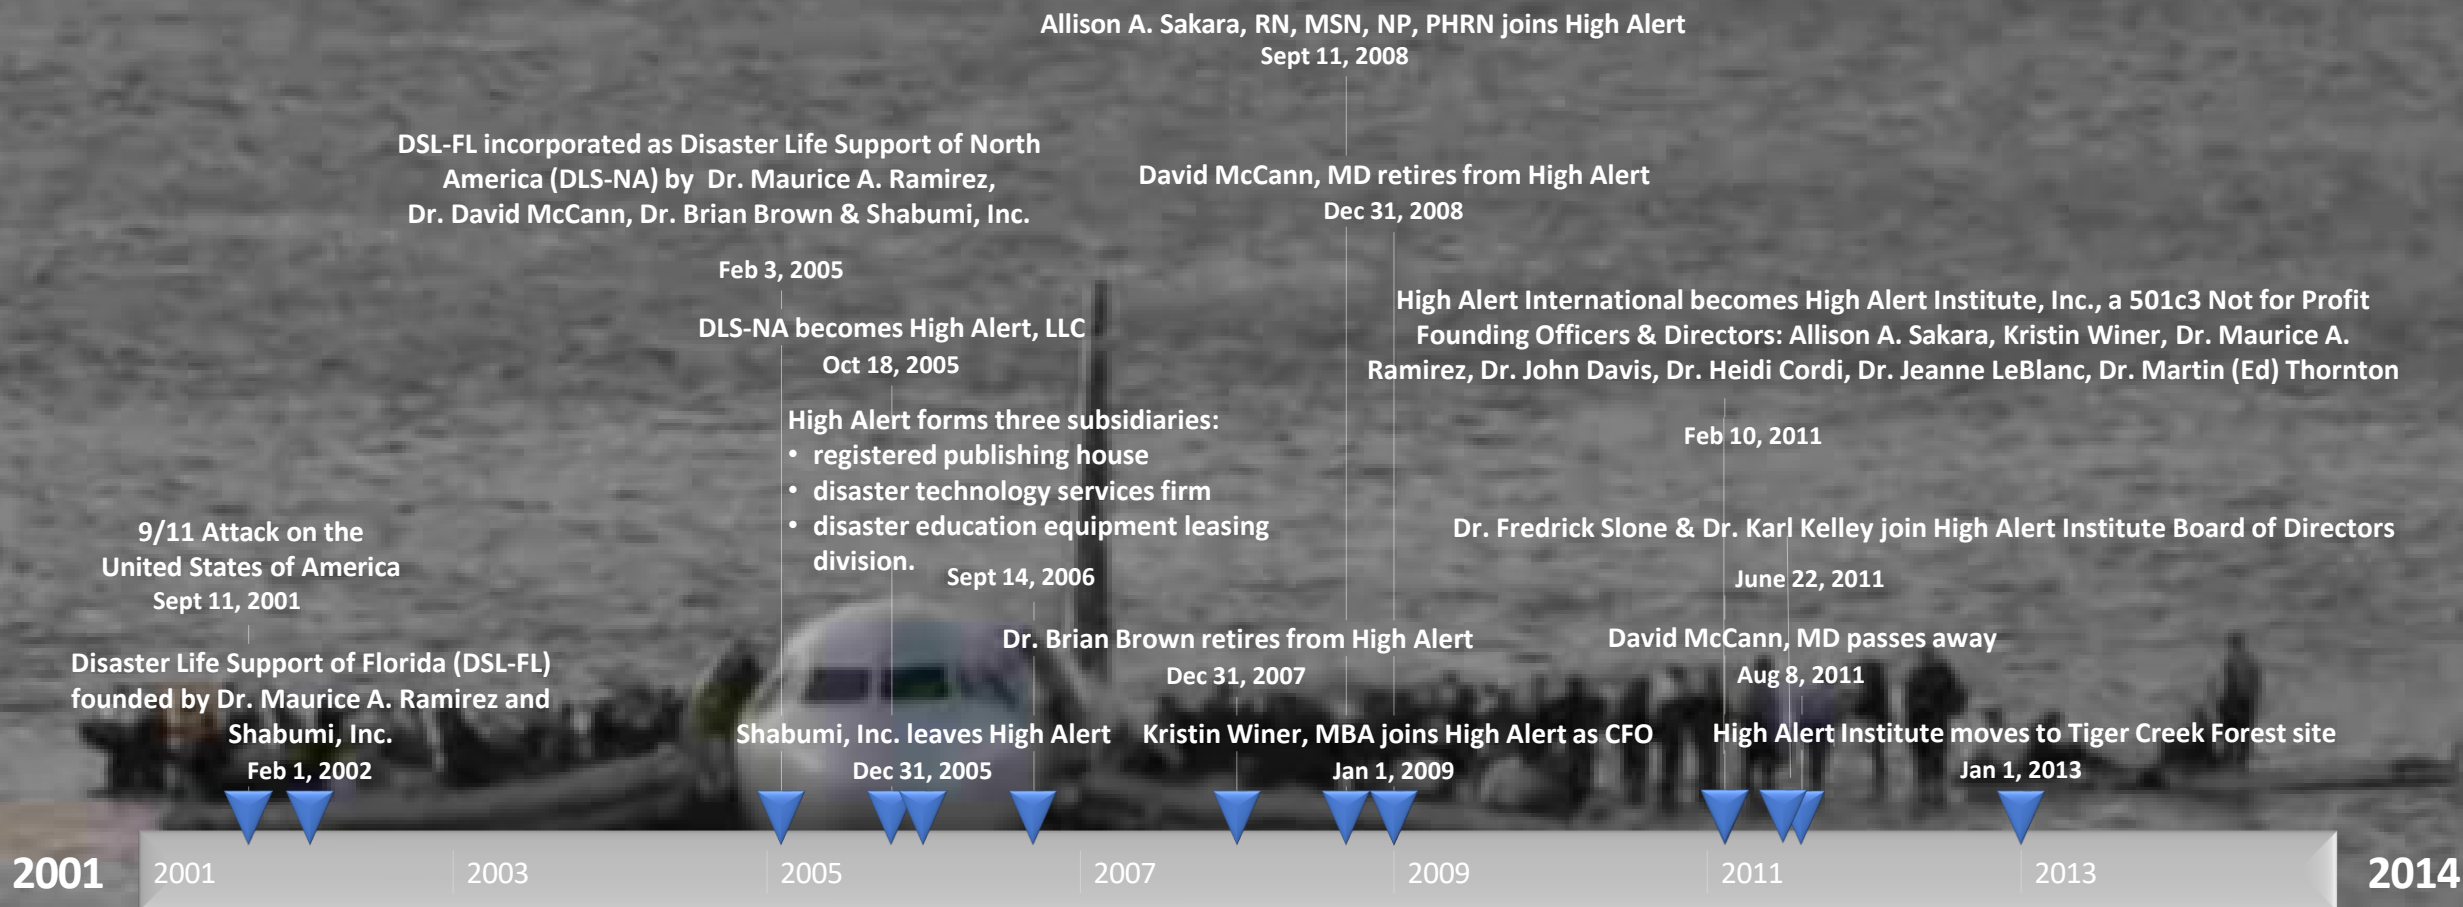 Allison A. Sakara, RN, MSN, NP, PHRN joins High Alert
Sept 11, 2008
DSL-FL incorporated as Disaster Life Support of North
America (DLS-NA) by Dr. Maurice A. Ramirez,
Dr. David McCann, Dr. Brian Brown & Shabumi, Inc.
Feb 3, 2005
David McCann, MD retires from High Alert
Dec 31, 2008
DLS-NA becomes High Alert, LLC
Oct 18, 2005
High Alert International becomes High Alert Institute, Inc., a 501c3 Not for Profit
Founding Officers & Directors: Allison A. Sakara, Kristin Winer, Dr. Maurice A.
Ramirez, Dr. John Davis, Dr. Heidi Cordi, Dr. Jeanne LeBlanc, Dr. Martin (Ed) Thornton
Feb 10, 2011
High Alert forms three subsidiaries:
• registered publishing house
• disaster technology services firm
• disaster education equipment leasing
division.
Sept 14, 2006
9/11 Attack on the
United States of America
Sept 11, 2001
Dr. Fredrick Slone & Dr. Karl Kelley join High Alert Institute Board of Directors
June 22, 2011
Disaster Life Support of Florida (DSL-FL)
founded by Dr. Maurice A. Ramirez and
Shabumi, Inc.
Feb 1, 2002
Dr. Brian Brown retires from High Alert
Dec 31, 2007
David McCann, MD passes away
Aug 8, 2011
Shabumi, Inc. leaves High Alert
Dec 31, 2005
Kristin Winer, MBA joins High Alert as CFO
Jan 1, 2009
High Alert Institute moves to Tiger Creek Forest site
Jan 1, 2013
2001
2001
2003
2005
2007
2009
2011
2013
2014